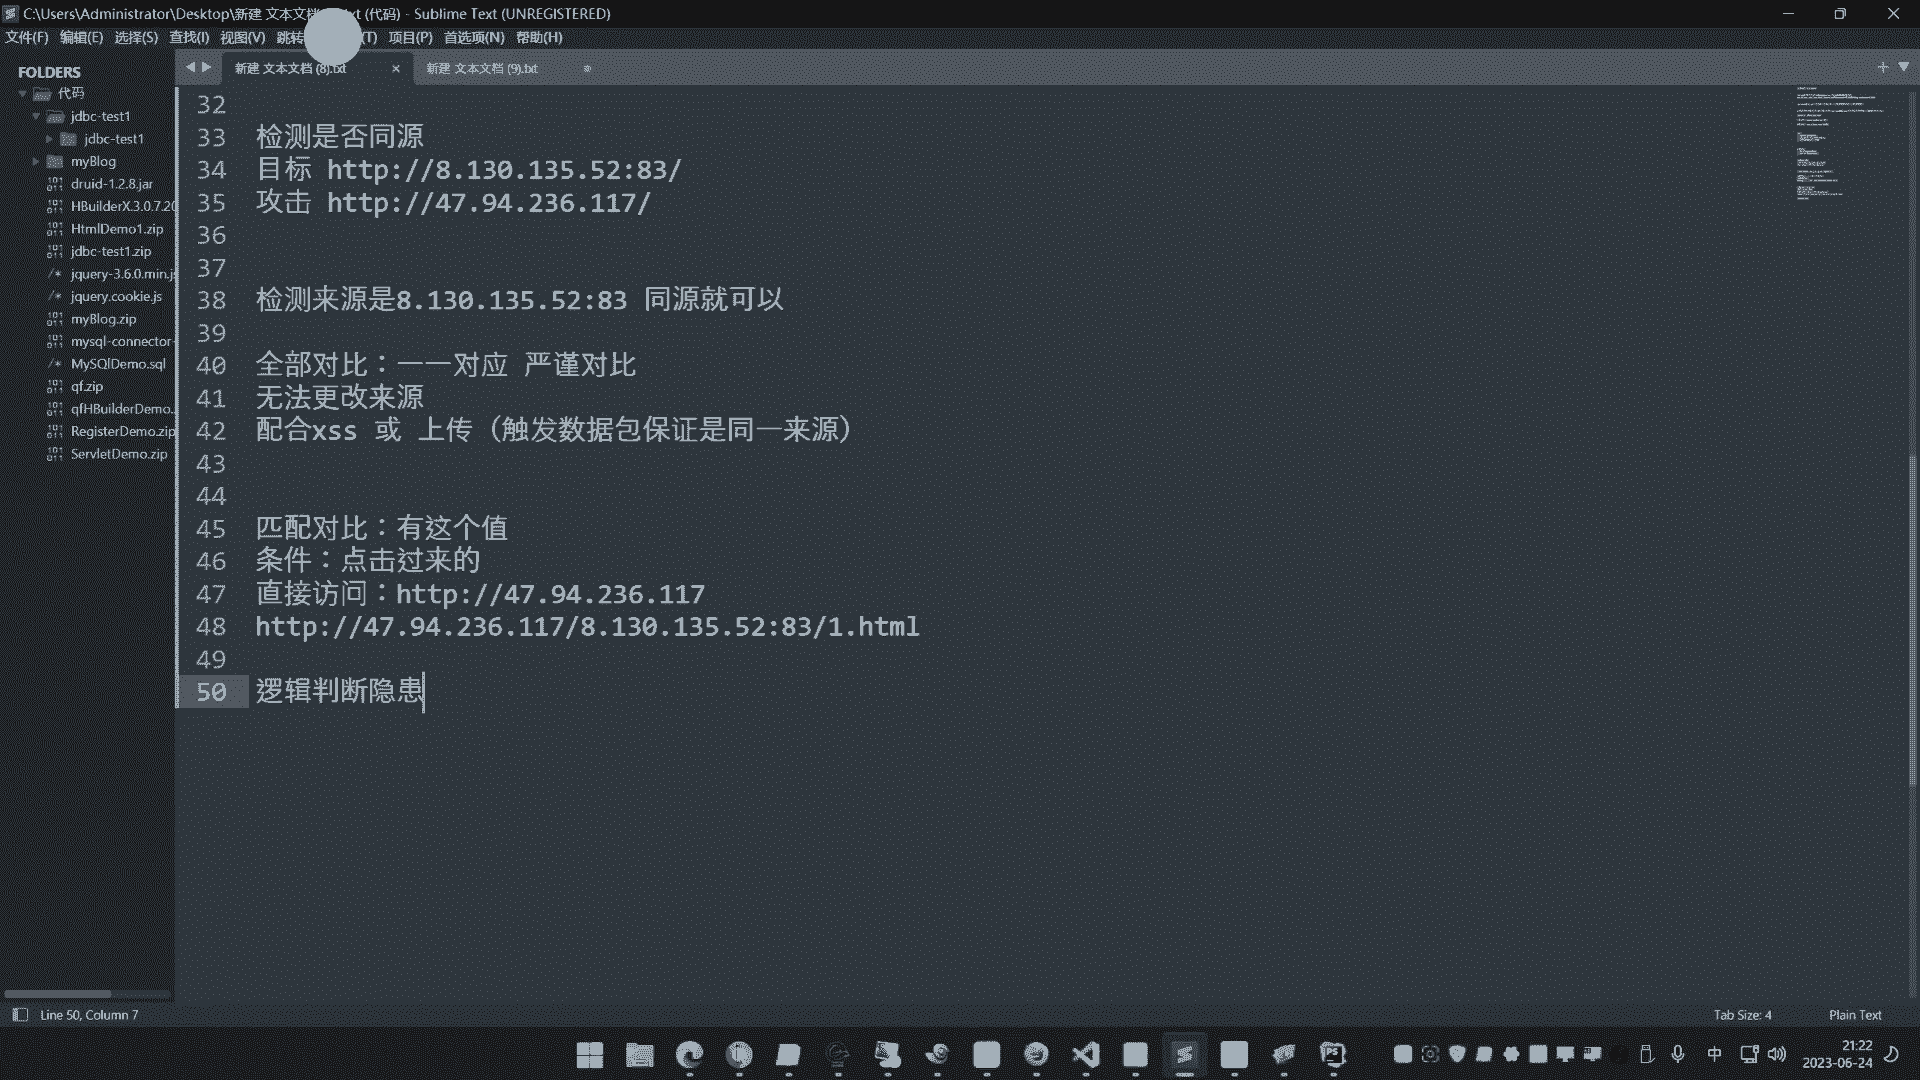 C:\Users\Administrator\Desktop\新建 文本文档 (代码) - Sublime Text (UNREGISTERED)
文件(F) 编辑(E) 选择(S) 查找(I) 视图(V) 跳转 (T) 项目(P) 首选项(N) 帮助(H)
FOLDERS
代码
jdbc-test1
jdbc-test1
myBlog
druid-1.2.8.jar
HBuilderX.3.0.7.20
HtmlDemo1.zip
jdbc-test1.zip
jquery-3.6.0.min.js
jquery.cookie.js
myBlog.zip
mysql-connector-
MySQlDemo.sql
qf.zip
qfHBuilderDemo..
RegisterDemo.zip
ServletDemo.zip
新建 文本文档 (8).txt × 新建 文本文档 (9).txt
32
33 检测是否同源
34 目标 http://8.130.135.52:83/
35 攻击 http://47.94.236.117/
36
37
38 检测来源是8.130.135.52:83 同源就可以
39
40 全部对比：一一对应 严谨对比
41 无法更改来源
42 配合xss 或 上传（触发数据包保证是同一来源）
43
44
45 匹配对比：有这个值
46 条件：点击过来的
47 直接访问：http://47.94.236.117
48 http://47.94.236.117/8.130.135.52:83/1.html
49
50 逻辑判断隐患
Line 50, Column 7
Tab Size: 4
Plain Text
中
21:22
2023-06-24